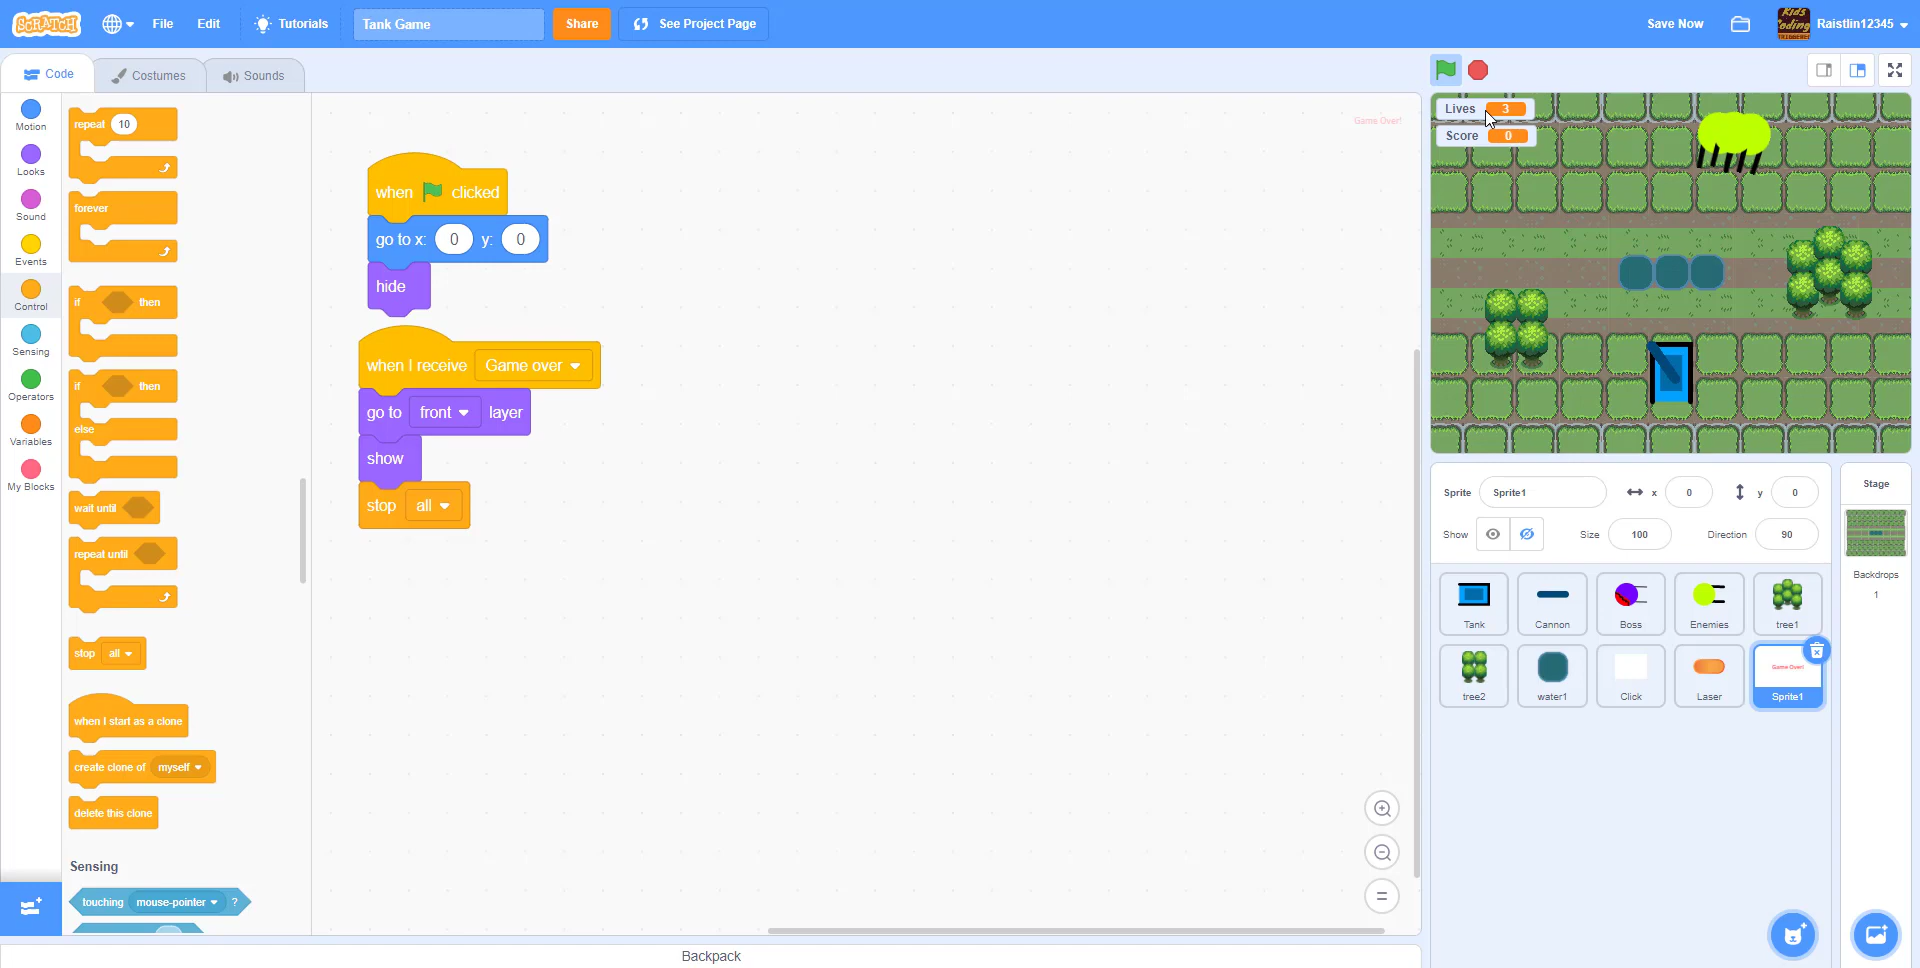 SCRATCH
File
Edit
Tutorials
Tank Game
Share
See Project Page
Save Now
Raistlin12345
Code
Costumes
Sounds
Motion
Looks
Sound
Events
Control
Sensing
Operators
Variables
My Blocks
repeat 10
forever
if then
if then
else
wait until
repeat until
stop all
when I start as a clone
create clone of myself
delete this clone
Sensing
touching mouse-pointer ?
when clicked
go to x: 0 y: 0
hide
when I receive Game over
go to front layer
show
stop all
Game Over!
Lives 3
Score 0
Sprite Sprite1 x 0 y 0
Show Size 100 Direction 90
Tank
Cannon
Boss
Enemies
tree1
tree2
water1
Click
Laser
Game Over!
Sprite1
Stage
Backdrops
1
Backpack